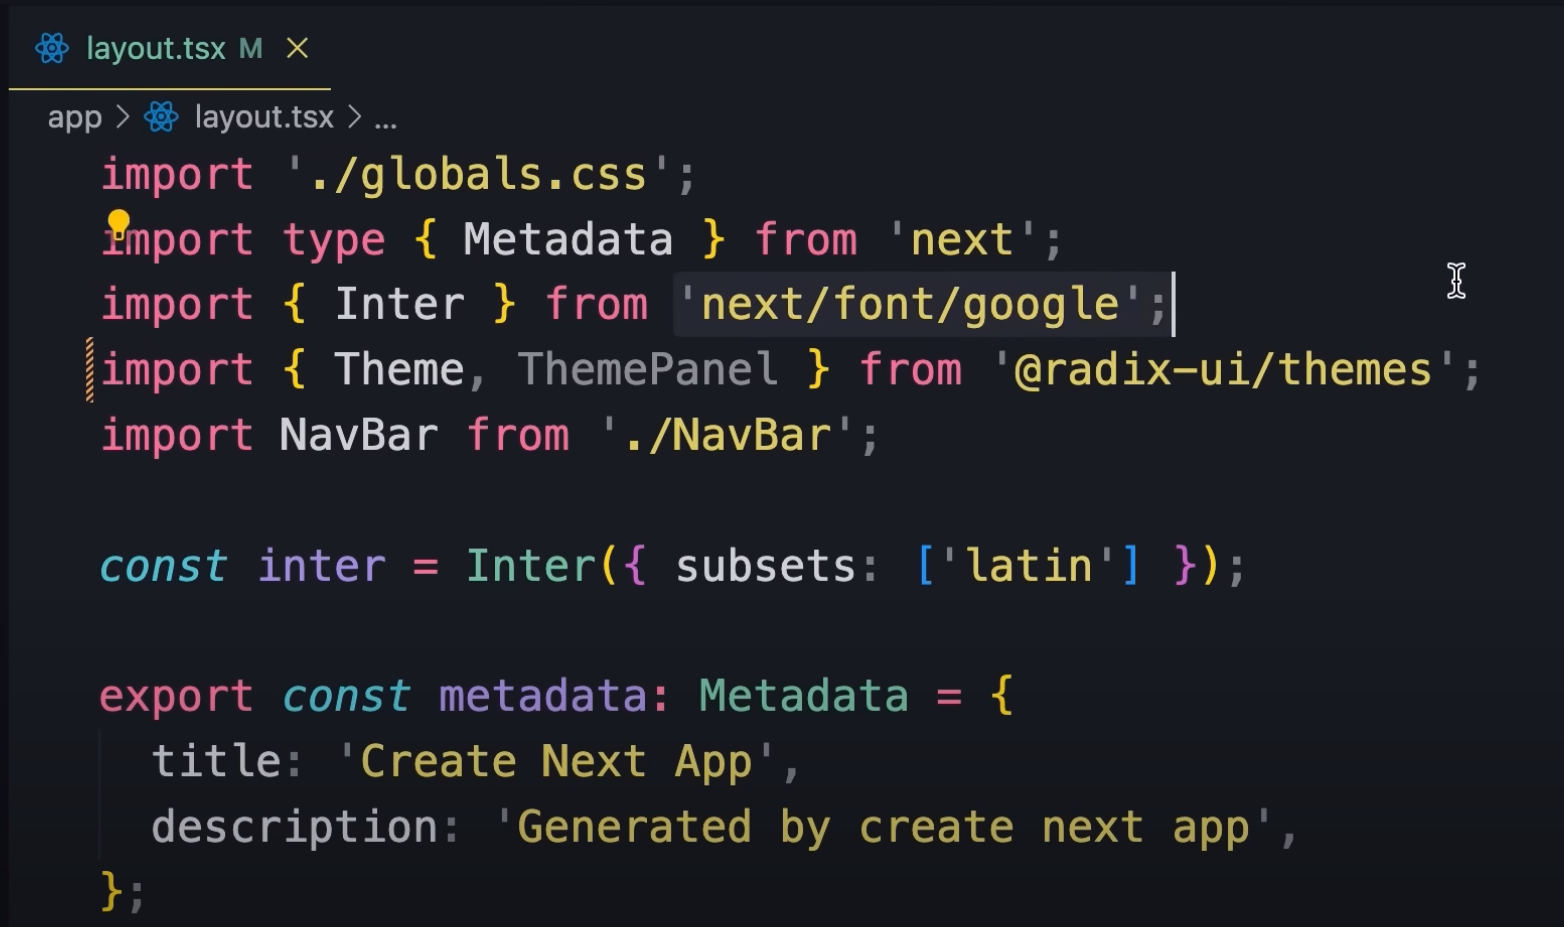 layout.tsx M
app > layout.tsx > ...
import './globals.css';
import type { Metadata } from 'next';
import { Inter } from 'next/font/google';
import { Theme, ThemePanel } from '@radix-ui/themes';
import NavBar from './NavBar';
const inter = Inter({ subsets: ['latin'] });
export const metadata: Metadata = {
  title: 'Create Next App',
  description: 'Generated by create next app',
};